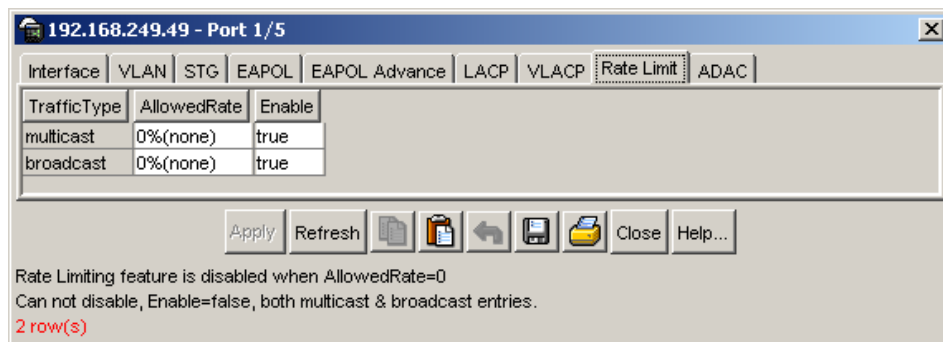 192.168.249.49 - Port 1/5
Interface VLAN STG EAPOL EAPOL Advance LACP VLACP Rate Limit ADAC
TrafficType AllowedRate Enable
multicast 0%(none) true
broadcast 0%(none) true
Apply Refresh Close Help...
Rate Limiting feature is disabled when AllowedRate=0
Can not disable, Enable=false, both multicast & broadcast entries.
2 row(s)